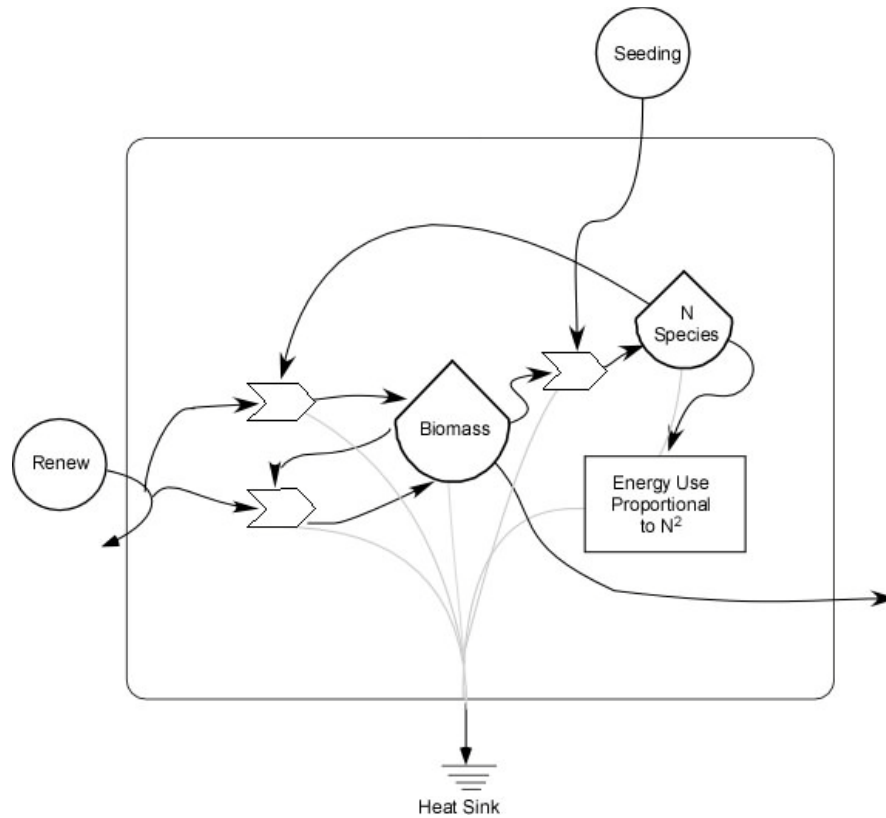 Seeding
N
Species
Biomass
Renew
Energy Use
Proportional
to N²
Heat Sink